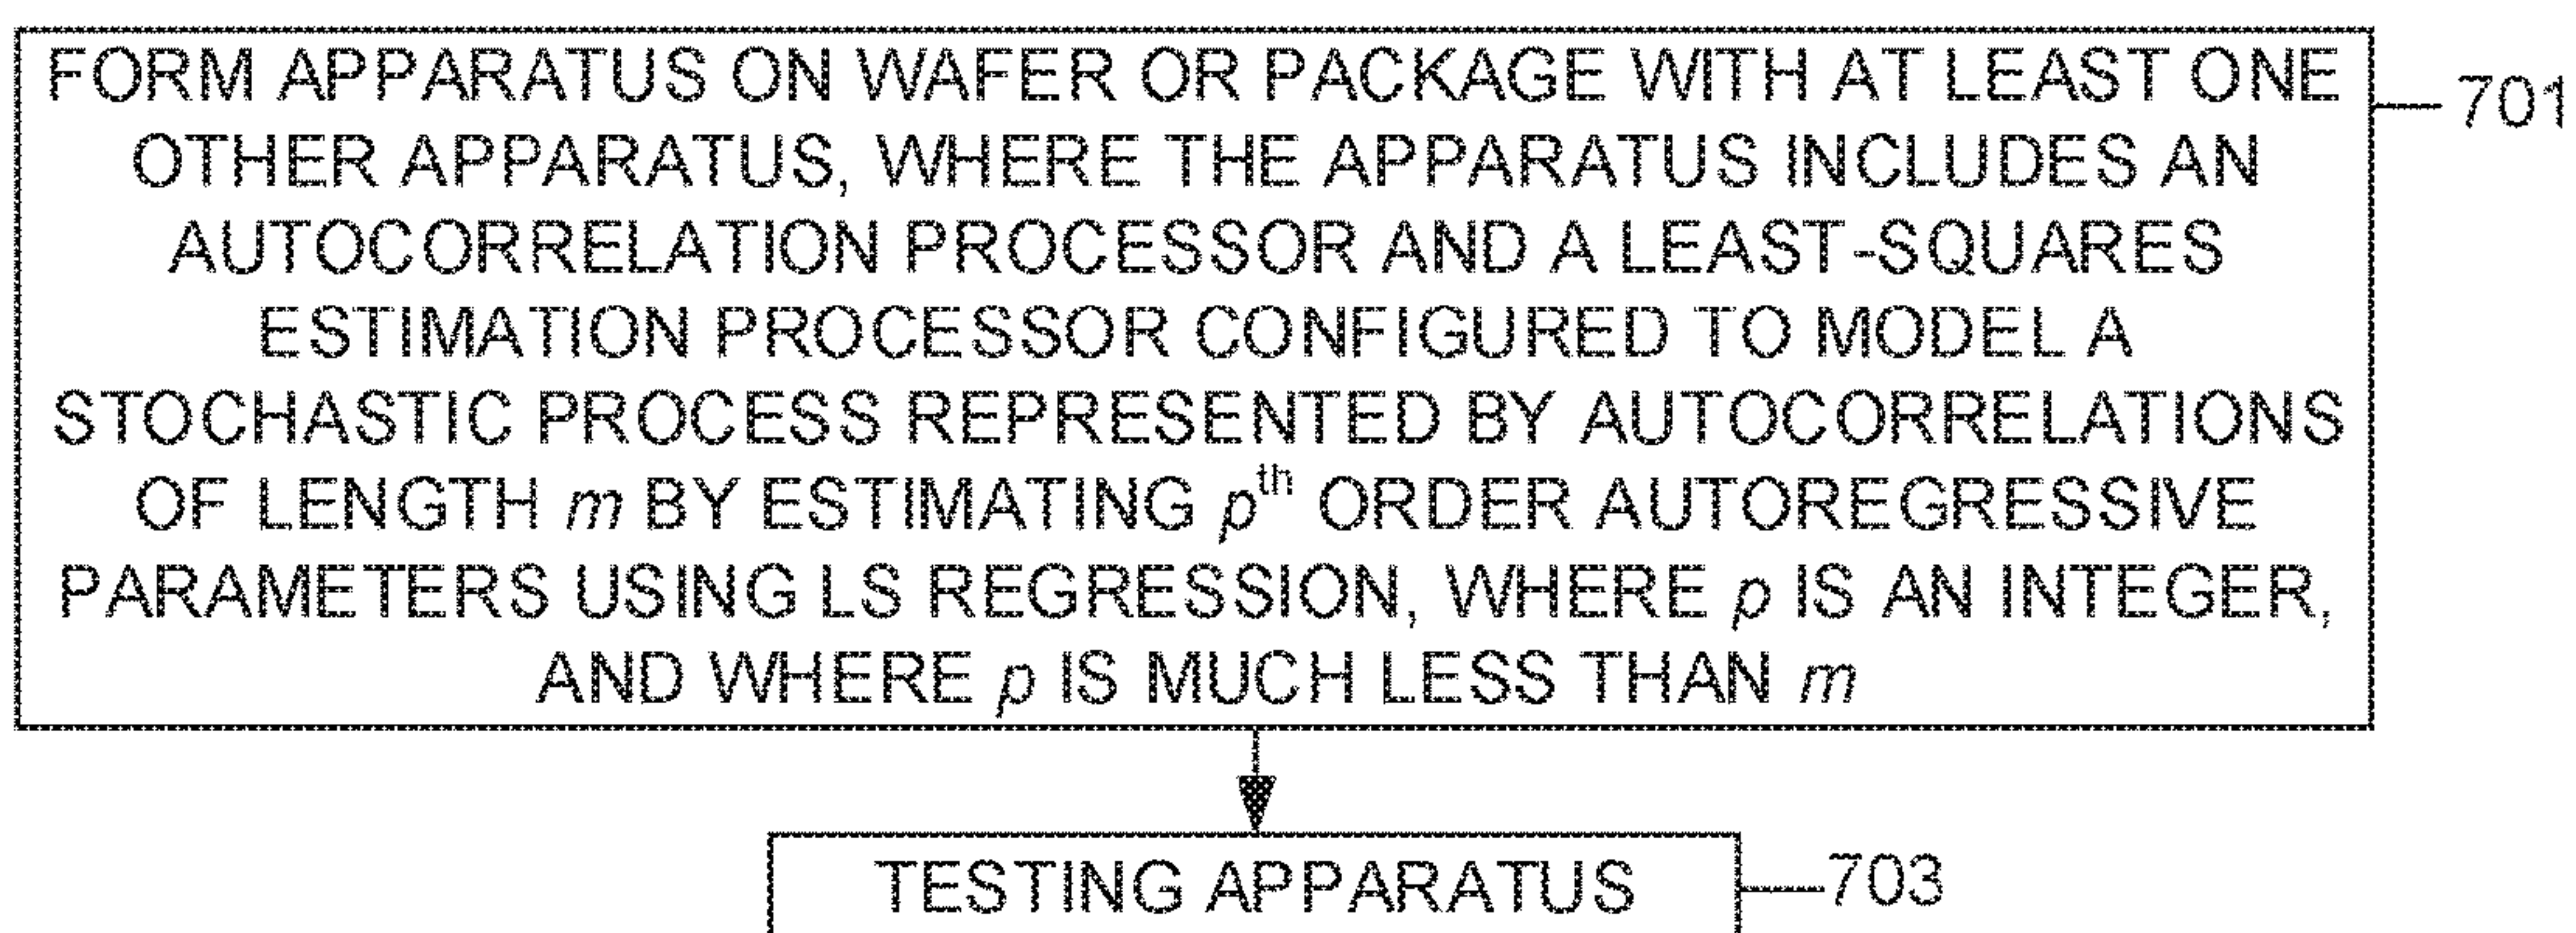 FORM APPARATUS ON WAFER OR PACKAGE WITH AT LEAST ONE
OTHER APPARATUS, WHERE THE APPARATUS INCLUDES AN
AUTOCORRELATION PROCESSOR AND A LEAST-SQUARES
ESTIMATION PROCESSOR CONFIGURED TO MODEL A
STOCHASTIC PROCESS REPRESENTED BY AUTOCORRELATIONS
OF LENGTH m BY ESTIMATING pth ORDER AUTOREGRESSIVE
PARAMETERS USING LS REGRESSION, WHERE p IS AN INTEGER,
AND WHERE p IS MUCH LESS THAN m
701
TESTING APPARATUS
703